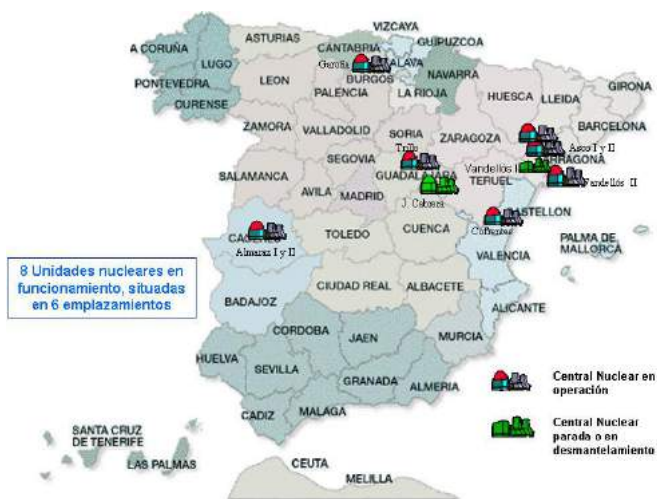 VIZCAYA
ASTURIAS
CANTABRIA
GUIPUZCOA
A CORUÑA
LUGO
ALAVA
Garoña
BURGOS
NAVARRA
PONTEVEDRA
LEON
PALENCIA
LA RIOJA
HUESCA
LLEIDA
GIRONA
OURENSE
ZAMORA
VALLADOLID
SORIA
ZARAGOZA
BARCELONA
Trillo
Asco I y II
SEGOVIA
GUADALAJARA
Vandellós I
TARRAGONA
SALAMANCA
AVILA
MADRID
J. Cabrera
TERUEL
Vandellós II
CACERES
Almaraz I y II
TOLEDO
CUENCA
Cofrentes
CASTELLON
PALMA DE
MALLORCA
VALENCIA
8 Unidades nucleares en
funcionamiento, situadas
en 6 emplazamientos
BADAJOZ
CIUDAD REAL
ALBACETE
ALICANTE
CORDOBA
JAEN
MURCIA
HUELVA
SEVILLA
GRANADA
ALMERIA
CADIZ
MALAGA
Central Nuclear en
operación
Central Nuclear
parada o en
desmantelamiento
SANTA CRUZ
DE TENERIFE
LAS PALMAS
CEUTA
MELILLA